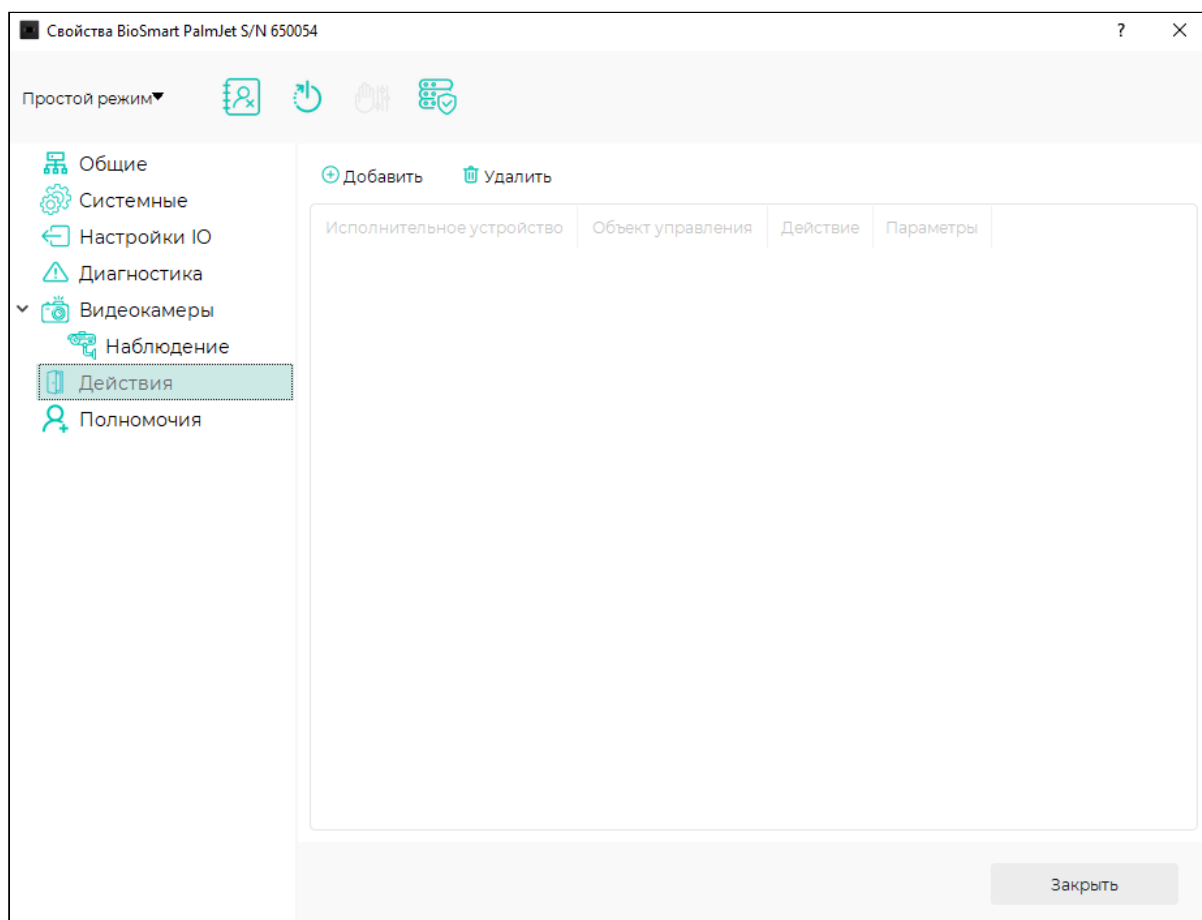 Свойства BioSmart PalmJet S/N 650054
?
Простой режим
Общие
Системные
Настройки IO
Диагностика
Видеокамеры
Наблюдение
Действия
Полномочия
Добавить Удалить
Исполнительное устройство Объект управления Действие Параметры
Закрыть